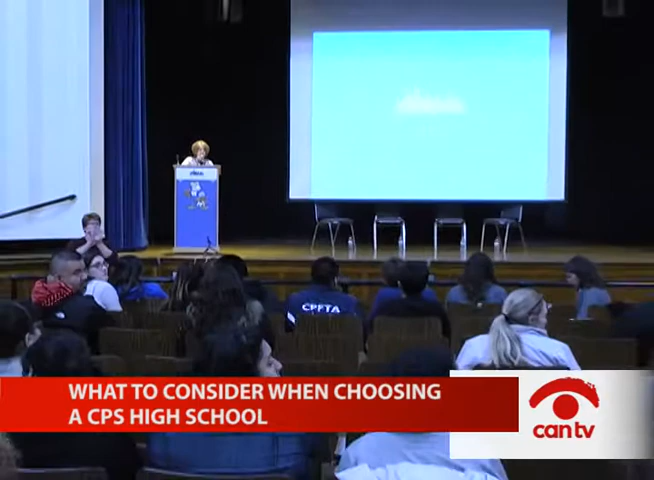 CPFTA
WHAT TO CONSIDER WHEN CHOOSING
A CPS HIGH SCHOOL
can tv